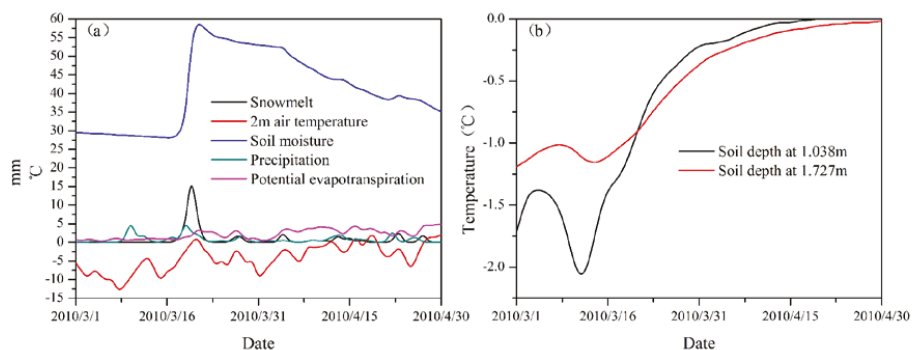 (a)
60
55
50
45
40
35
30
25
20
15
10
5
0
-5
-10
-15
mm
℃
Snowmelt
2m air temperature
Soil moisture
Precipitation
Potential evapotranspiration
2010/3/1 2010/3/16 2010/3/31 2010/4/15 2010/4/30
Date
(b)
0.0
-0.5
-1.0
-1.5
-2.0
Temperature (℃)
Soil depth at 1.038m
Soil depth at 1.727m
2010/3/1 2010/3/16 2010/3/31 2010/4/15 2010/4/30
Date